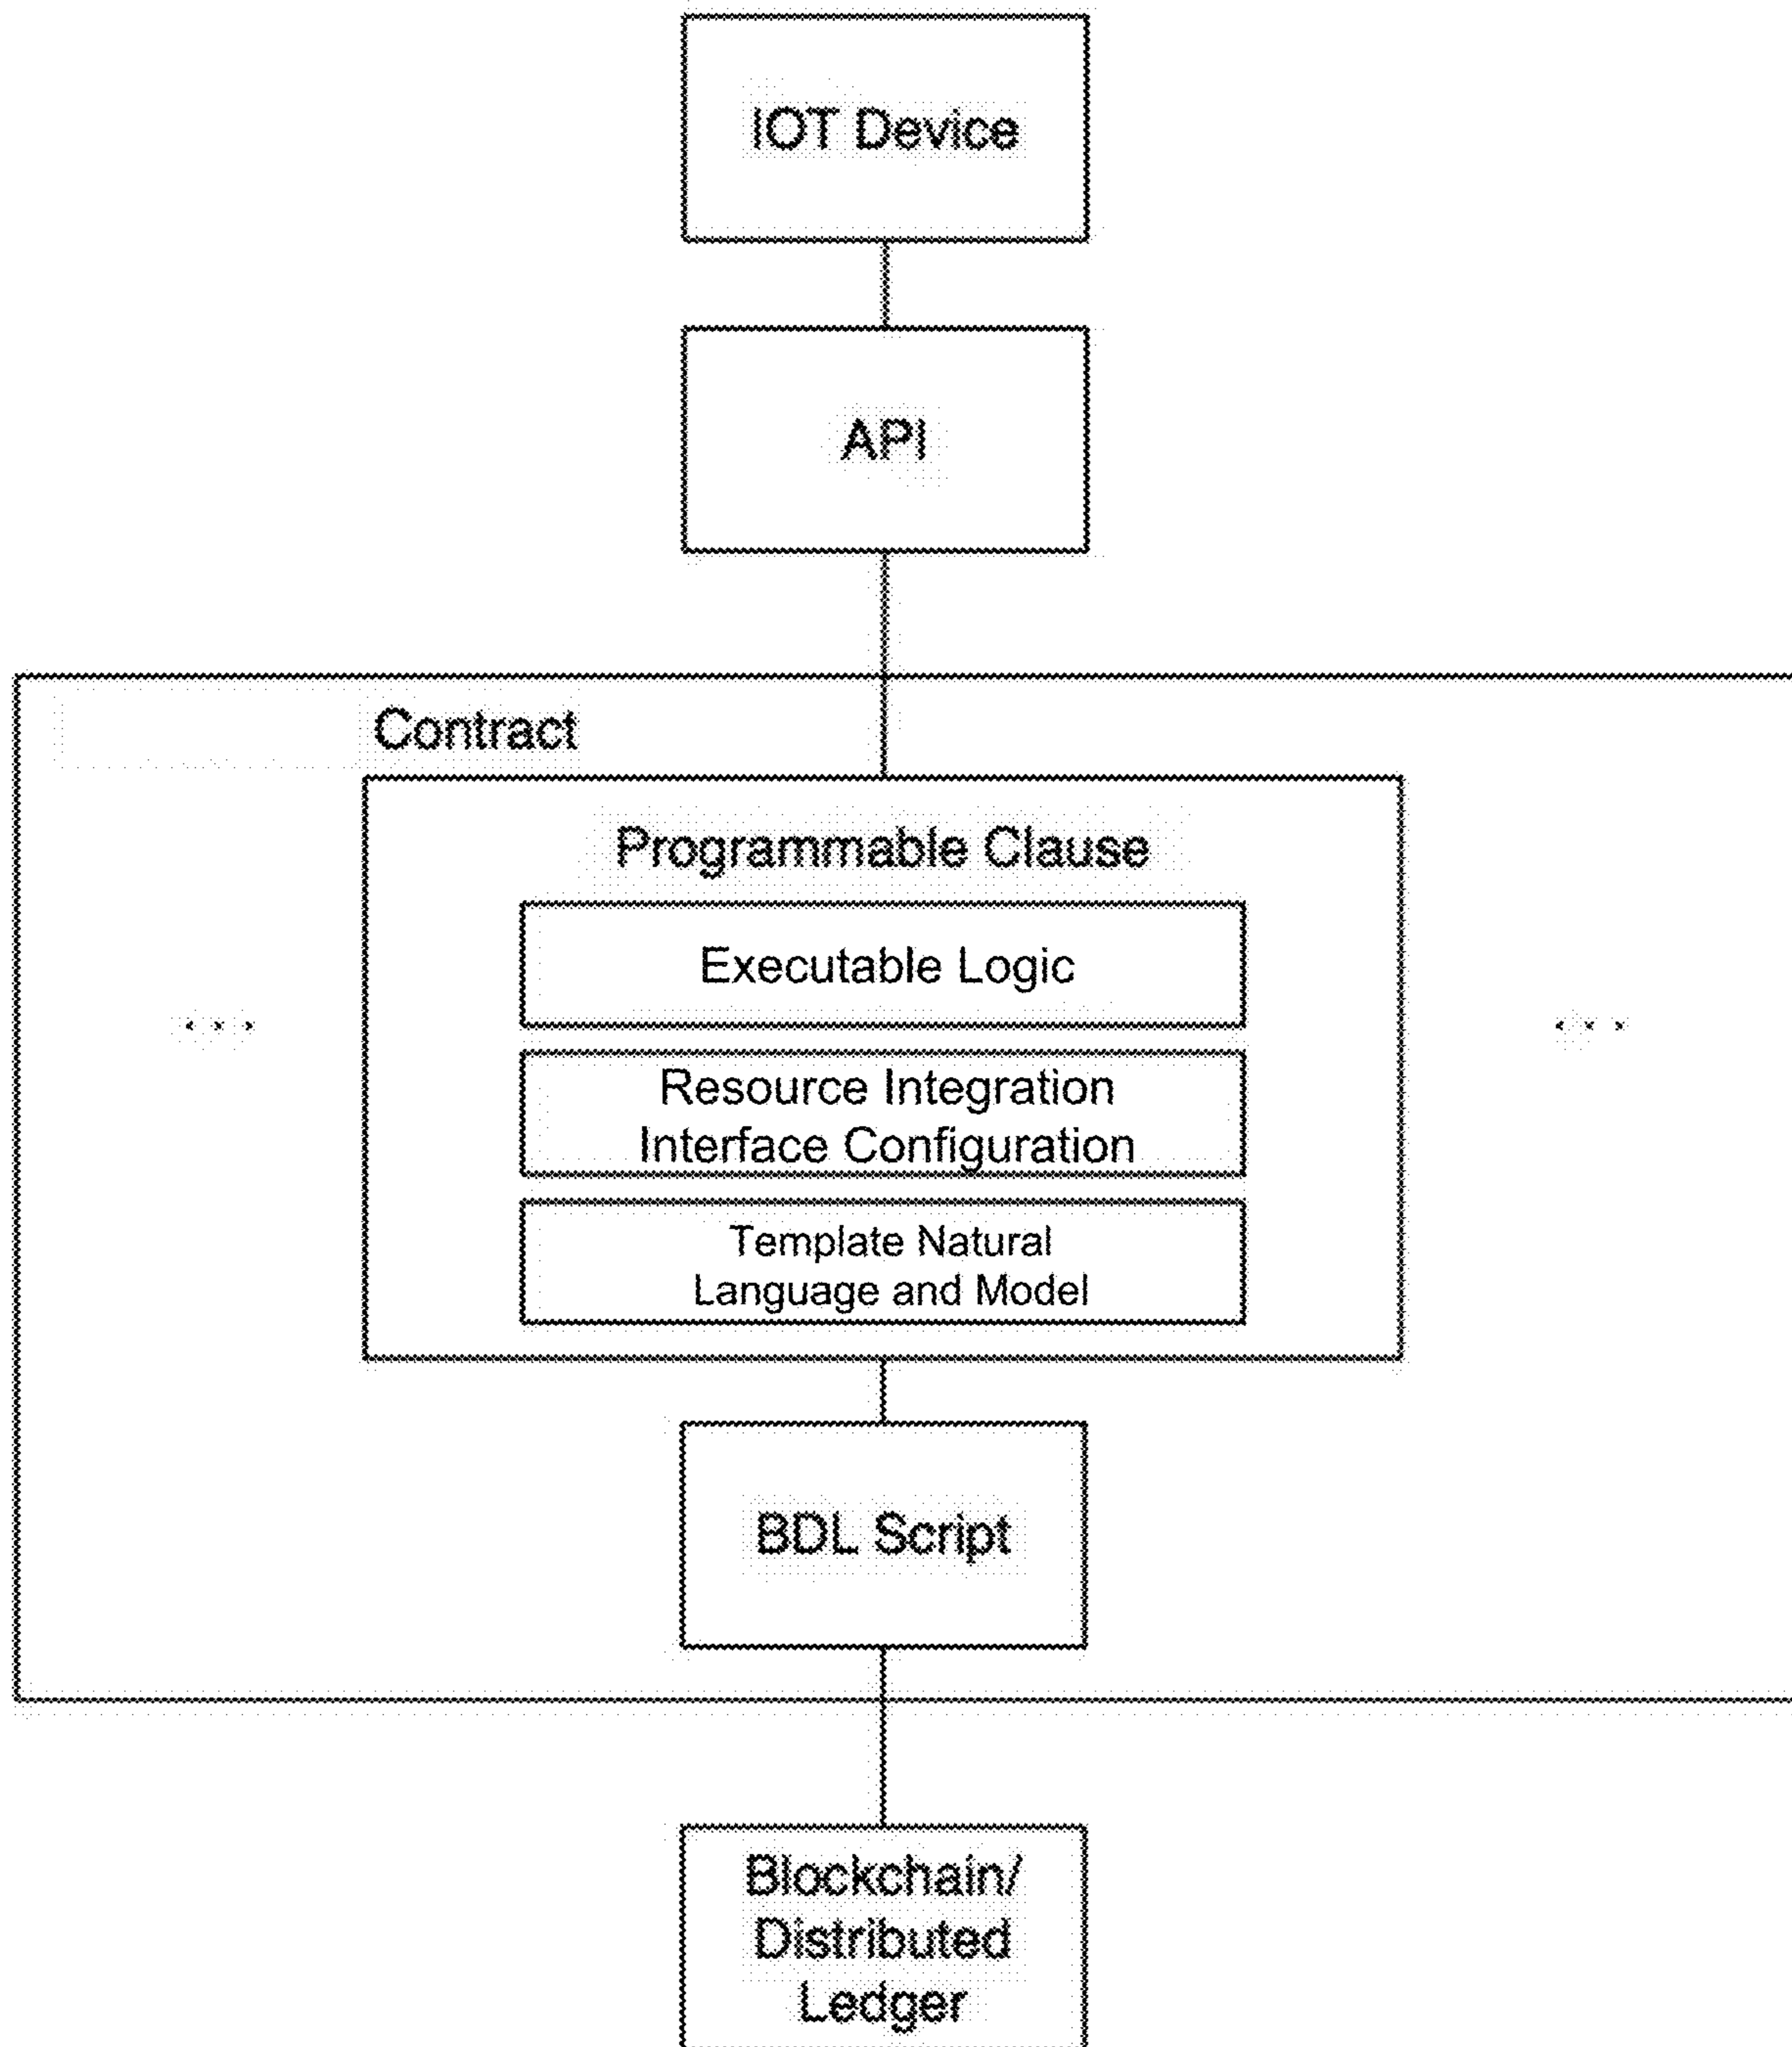 IOT Device
API
Contract
Programmable Clause
Executable Logic
Resource Integration
Interface Configuration
Template Natural
Language and Model
BDL Script
Blockchain/
Distributed
Ledger